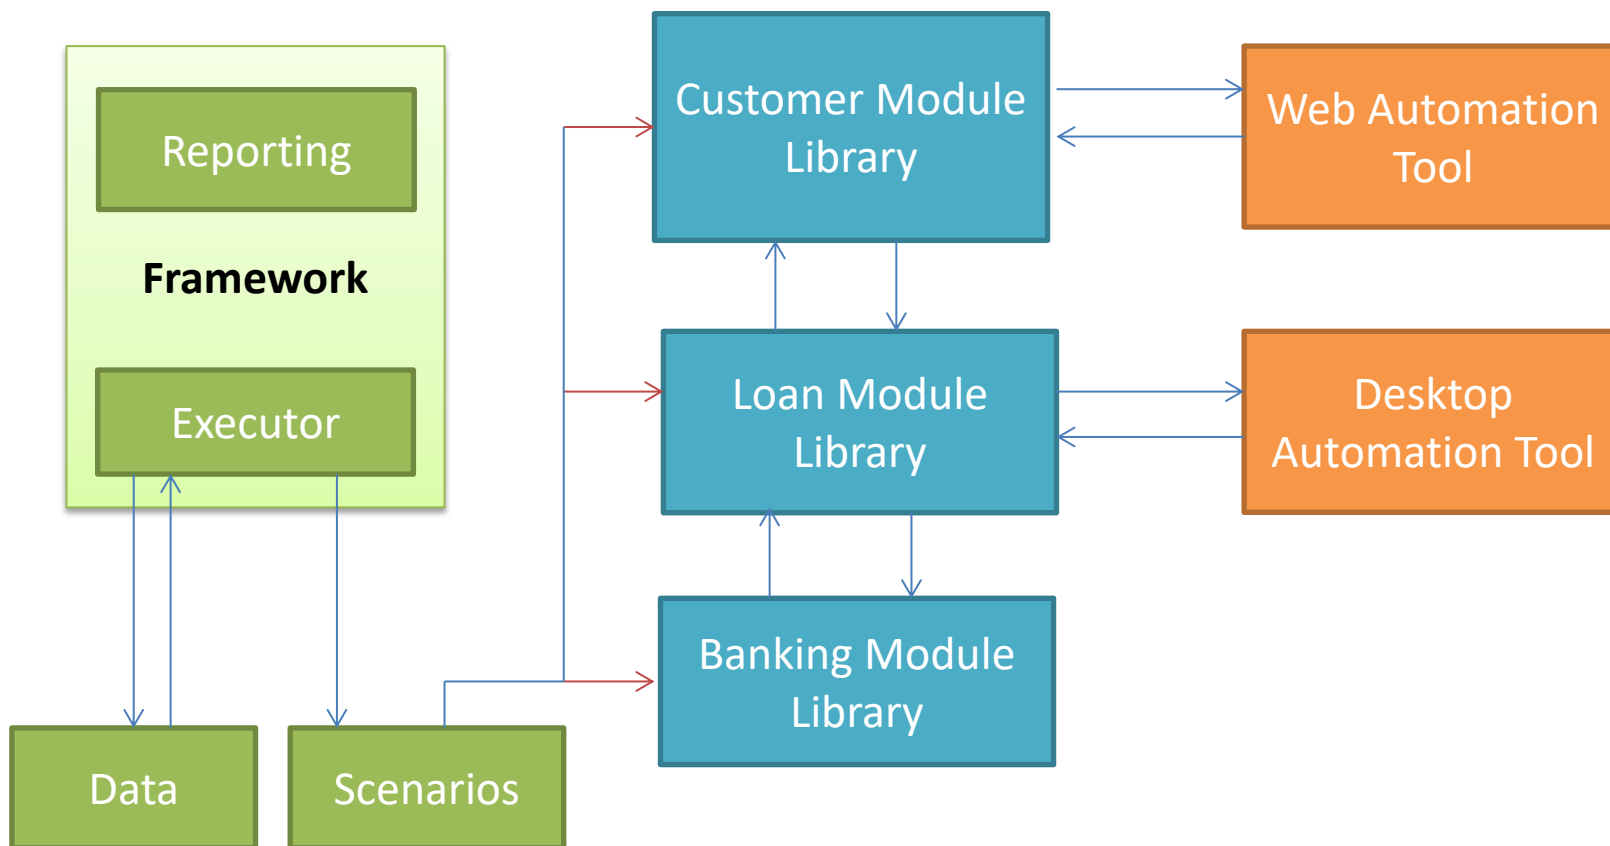 Reporting
Framework
Executor
Data
Scenarios
Customer Module
Library
Loan Module
Library
Banking Module
Library
Web Automation
Tool
Desktop
Automation Tool